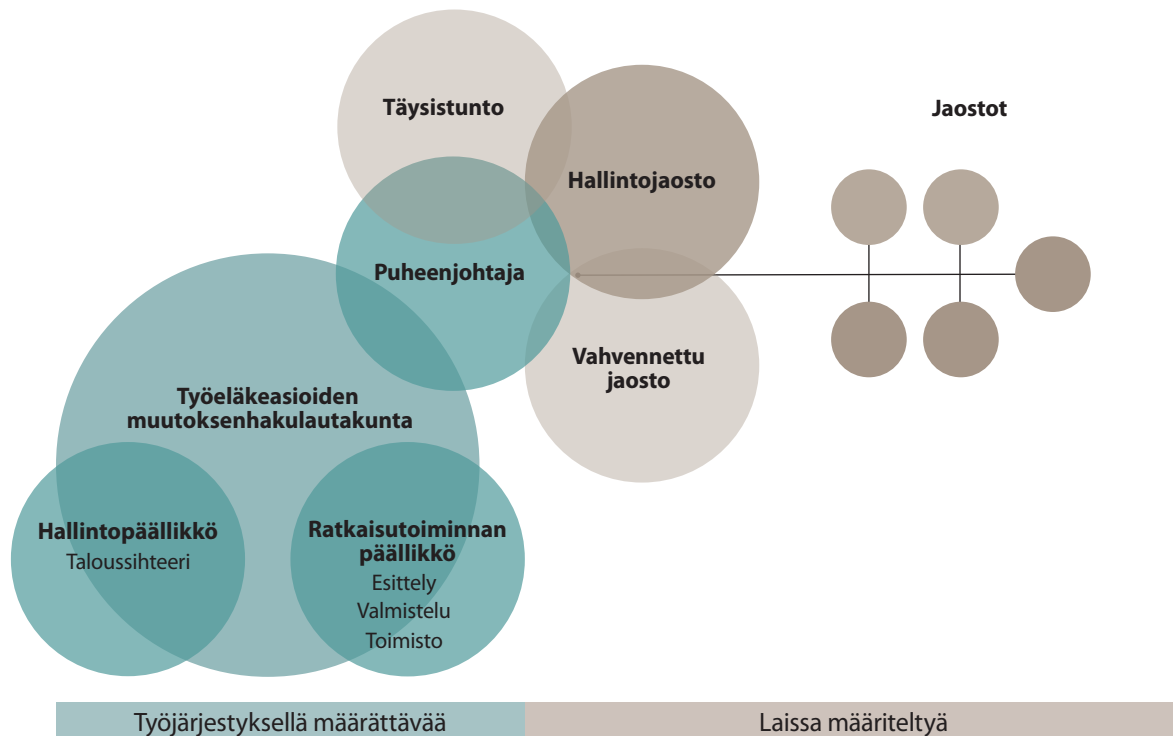 Täysistunto
Jaostot
Hallintojaosto
Puheenjohtaja
Vahvennettu
jaosto
Työeläkeasioiden
muutoksenhakulautakunta
Hallintopäällikkö
Taloussihteeri
Ratkaisutoiminnan
päällikkö
Esittely
Valmistelu
Toimisto
Työjärjestyksellä määrättävää
Laissa määriteltyä